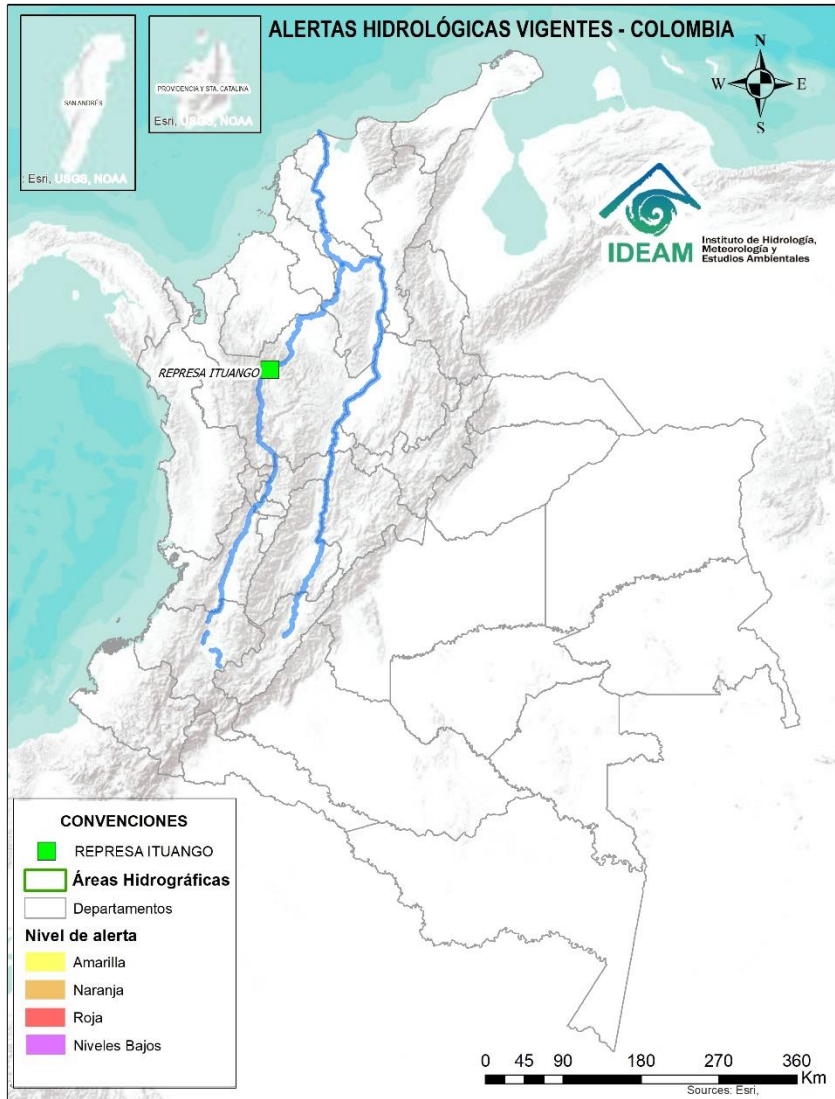 ALERTAS HIDROLÓGICAS VIGENTES - COLOMBIA
SAN ANDRÉS
Esri, USGS, NOAA
PROVIDENCIA Y STA. CATALINA
Esri, USGS, NOAA
N
W
E
S
IDEAM
Instituto de Hidrología,
Meteorología y
Estudios Ambientales
REPRESA ITUANGO
CONVENCIONES
REPRESA ITUANGO
Áreas Hidrográficas
Departamentos
Nivel de alerta
Amarilla
Naranja
Roja
Niveles Bajos
0 45 90 180 270 360
Km
Sources: Esri,